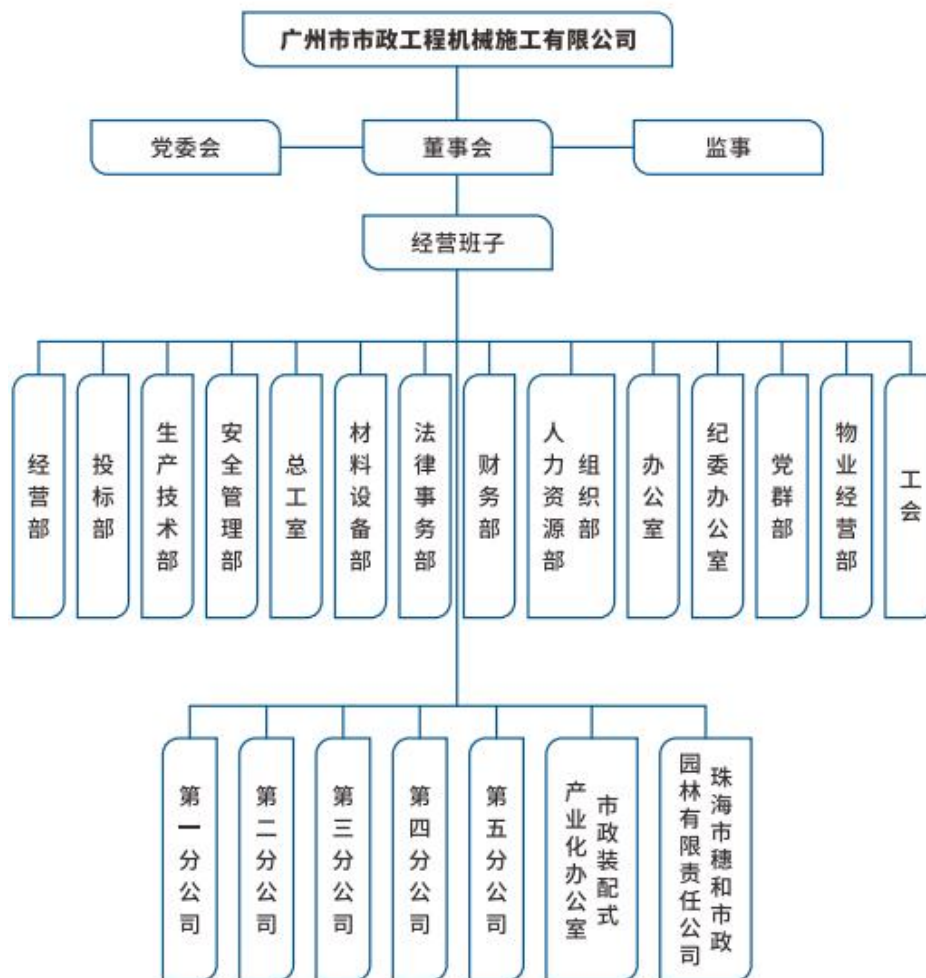 广州市市政工程机械施工有限公司
党委会
董事会
监事
经营班子
经营部
投标部
生产技术部
安全管理部
总工室
材料设备部
法律事务部
财务部
组织部
人力资源部
办公室
纪委办公室
党群部
物业经营部
工会
第一分公司
第二分公司
第三分公司
第四分公司
第五分公司
市政装配式
产业化办公室
珠海市穗和市政
园林有限责任公司